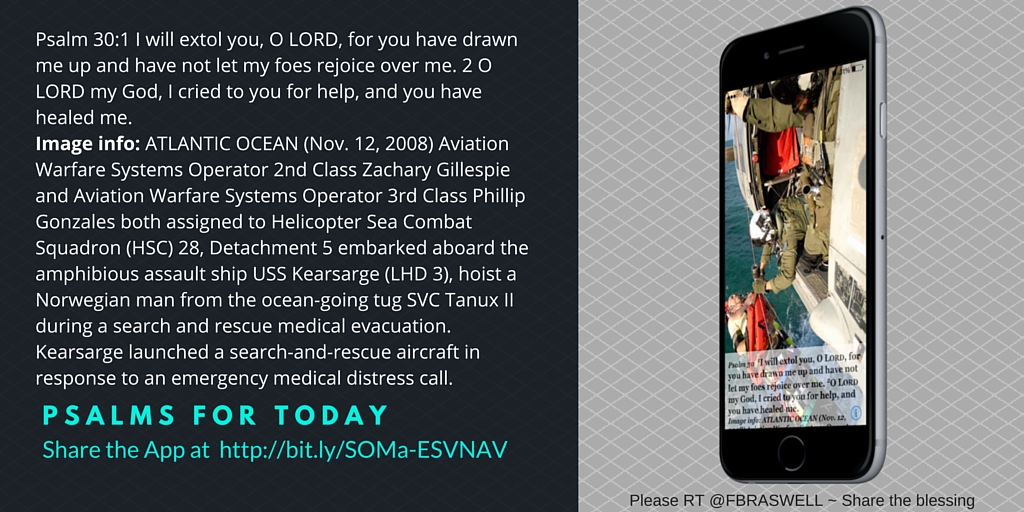 Psalm 30:1 I will extol you, O LORD, for you have drawn
me up and have not let my foes rejoice over me. 2 O
LORD my God, I cried to you for help, and you have
healed me.
Image info: ATLANTIC OCEAN (Nov. 12, 2008) Aviation
Warfare Systems Operator 2nd Class Zachary Gillespie
and Aviation Warfare Systems Operator 3rd Class Phillip
Gonzales both assigned to Helicopter Sea Combat
Squadron (HSC) 28, Detachment 5 embarked aboard the
amphibious assault ship USS Kearsarge (LHD 3), hoist a
Norwegian man from the ocean-going tug SVC Tanux II
during a search and rescue medical evacuation.
Kearsarge launched a search-and-rescue aircraft in
response to an emergency medical distress call.
PSALMS FOR TODAY
Share the App at http://bit.ly/SOMa-ESVNAV
Psalm 30 1I will extol you, O LORD, for
you have drawn me up and have not
let my foes rejoice over me. 2O LORD
my God, I cried to you for help, and
you have healed me.
Image info: ATLANTIC OCEAN (Nov. 12,
Please RT @FBRASWELL ~ Share the blessing